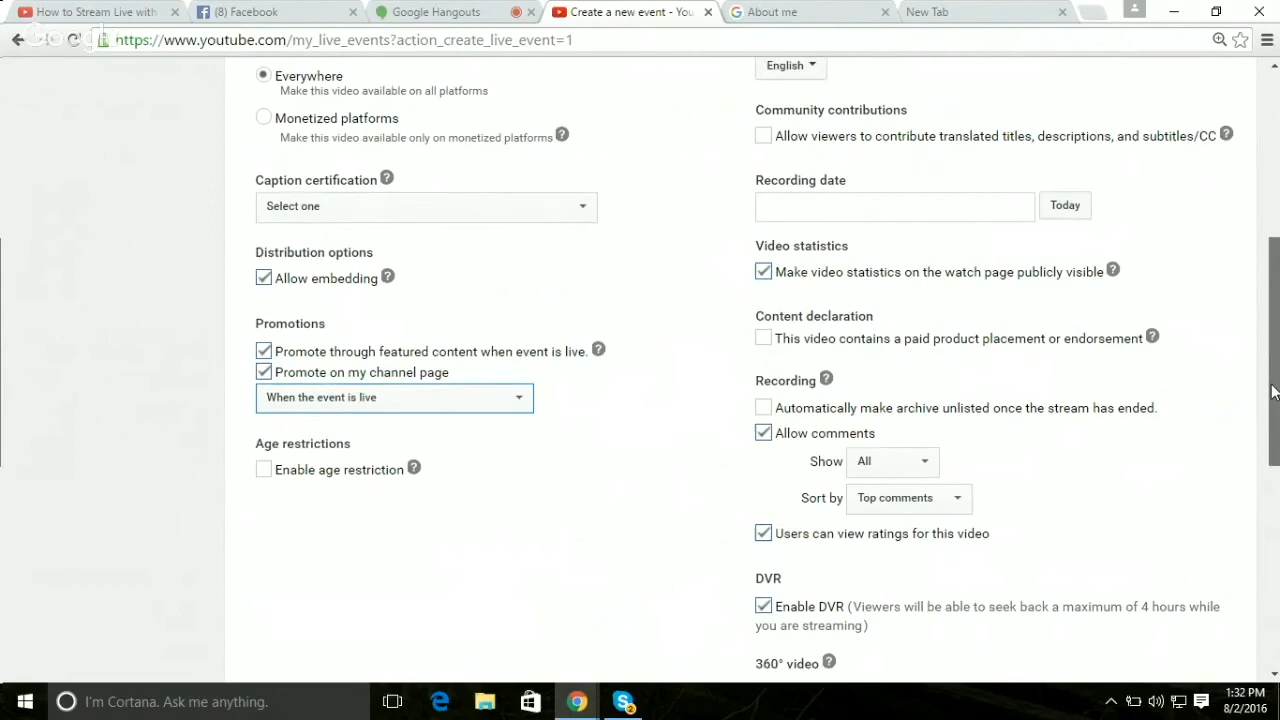 How to Stream Live with
(8) Facebook
Google Hangouts
Create a new event - You
About me
New Tab
https://www.youtube.com/my_live_events?action_create_live_event=1
Everywhere
Make this video available on all platforms
Monetized platforms
Make this video available only on monetized platforms ?
Caption certification ?
Select one
Distribution options
Allow embedding ?
Promotions
Promote through featured content when event is live. ?
Promote on my channel page
When the event is live
Age restrictions
Enable age restriction ?
English
Community contributions
Allow viewers to contribute translated titles, descriptions, and subtitles/CC ?
Recording date
Today
Video statistics
Make video statistics on the watch page publicly visible ?
Content declaration
This video contains a paid product placement or endorsement ?
Recording ?
Automatically make archive unlisted once the stream has ended.
Allow comments
Show All
Sort by Top comments
Users can view ratings for this video
DVR
Enable DVR (Viewers will be able to seek back a maximum of 4 hours while
you are streaming)
360° video ?
I'm Cortana. Ask me anything.
2
1:32 PM
8/2/2016